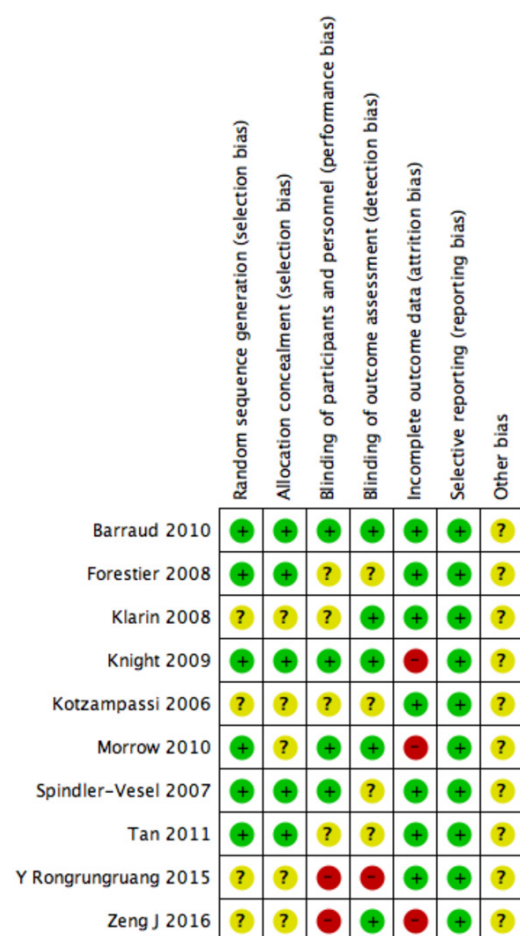 Random sequence generation (selection bias)
Allocation concealment (selection bias)
Blinding of participants and personnel (performance bias)
Blinding of outcome assessment (detection bias)
Incomplete outcome data (attrition bias)
Selective reporting (reporting bias)
Other bias
Barraud 2010 + + + + + + ?
Forestier 2008 + + ? ? + + ?
Klarin 2008 ? ? ? + + + ?
Knight 2009 + + + + - + ?
Kotzampassi 2006 ? ? ? ? + + ?
Morrow 2010 + ? + + - + ?
Spindler-Vesel 2007 + + + ? + + ?
Tan 2011 + + ? ? + + ?
Y Rongrungruang 2015 ? ? - - + + ?
Zeng J 2016 ? ? - + - + ?